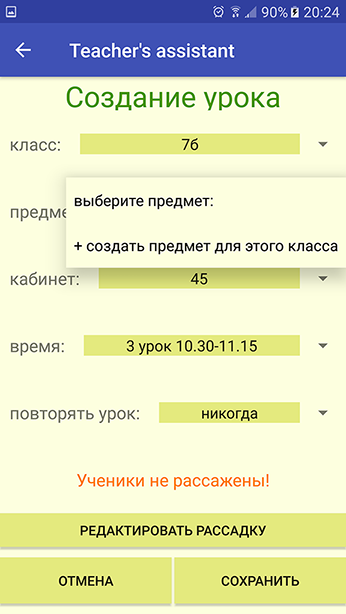 90% 20:24
Teacher's assistant
Создание урока
класс: 7б
предме
выберите предмет:
+ создать предмет для этого класса
кабинет: 45
время: 3 урок 10.30-11.15
повторять урок: никогда
Ученики не рассажены!
РЕДАКТИРОВАТЬ РАССАДКУ
ОТМЕНА СОХРАНИТЬ